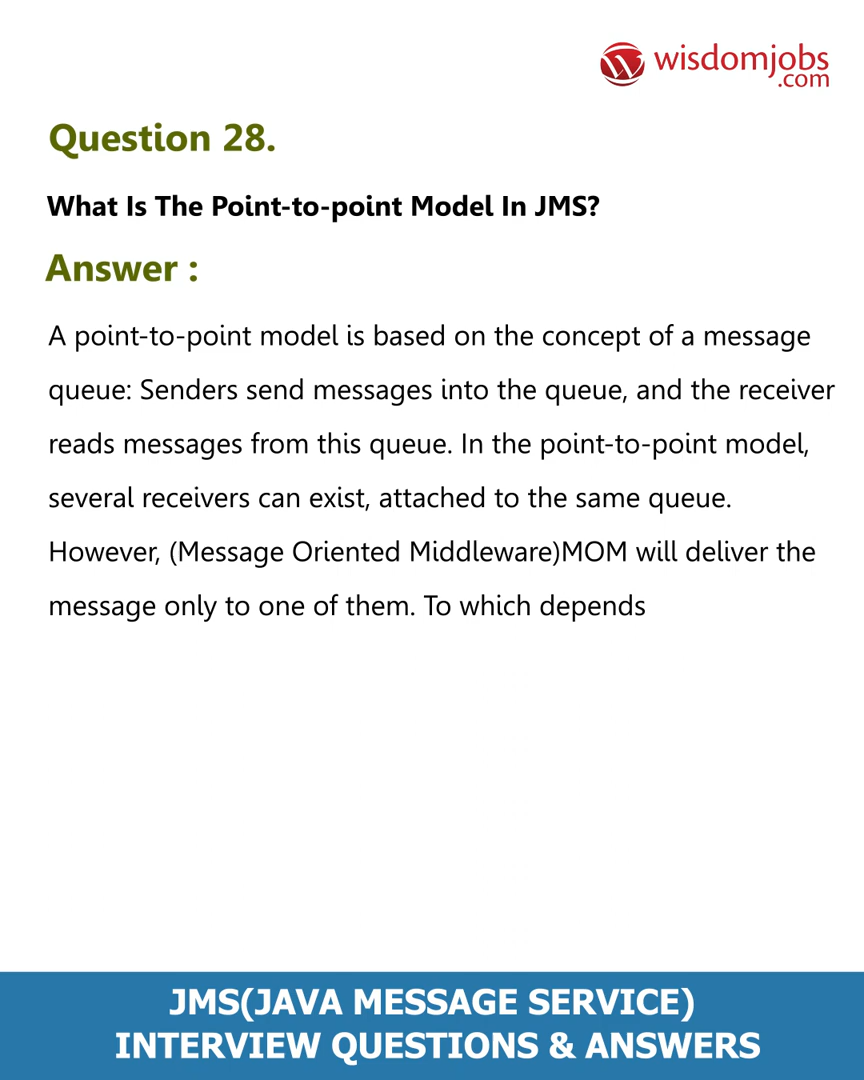 wisdomjobs
.com
Question 28.
What Is The Point-to-point Model In JMS?
Answer :
A point-to-point model is based on the concept of a message
queue: Senders send messages into the queue, and the receiver
reads messages from this queue. In the point-to-point model,
several receivers can exist, attached to the same queue.
However, (Message Oriented Middleware)MOM will deliver the
message only to one of them. To which depends
JMS(JAVA MESSAGE SERVICE)
INTERVIEW QUESTIONS & ANSWERS